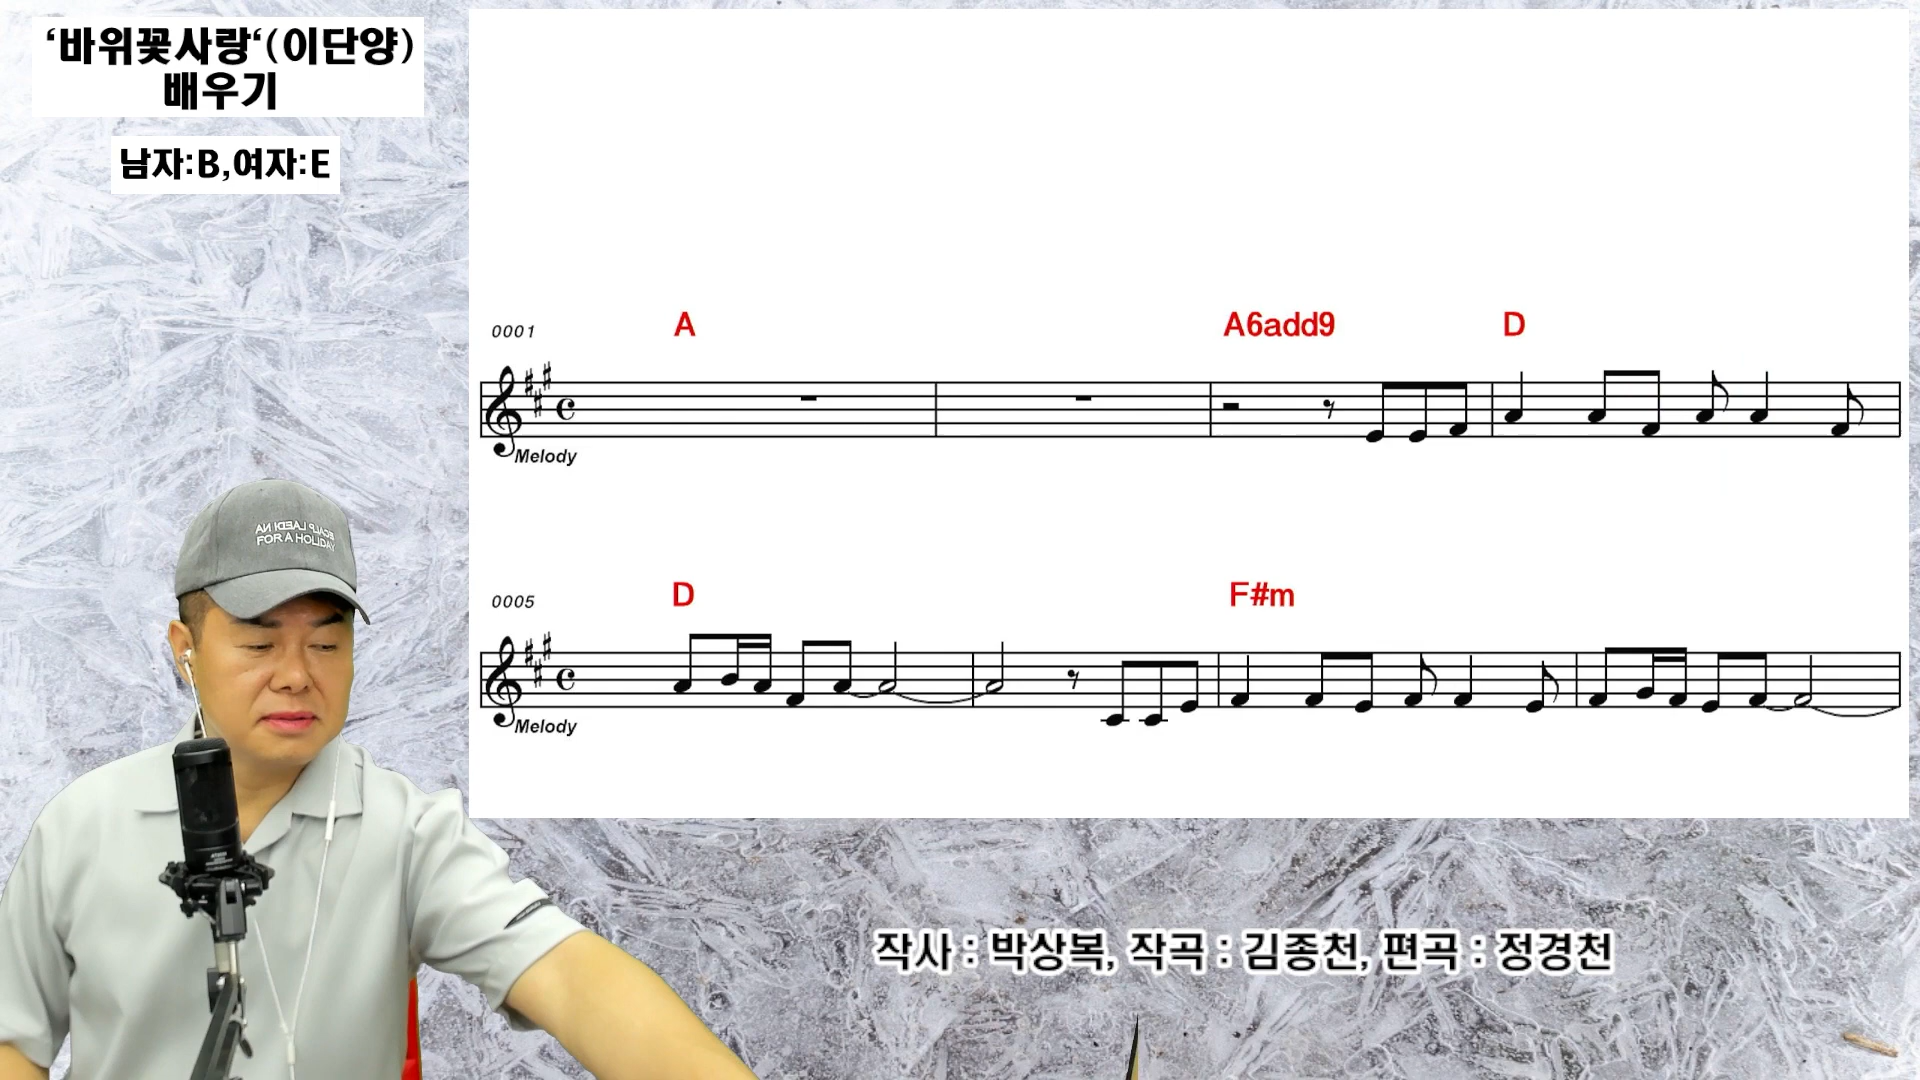 ‘바위꽃사랑‘(이단양)
배우기
남자:B,여자:E
0001
A
A6add9
D
Melody
0005
D
F#m
Melody
FOR A HOLIDAY
작사 : 박상복, 작곡 : 김종천, 편곡 : 정경천